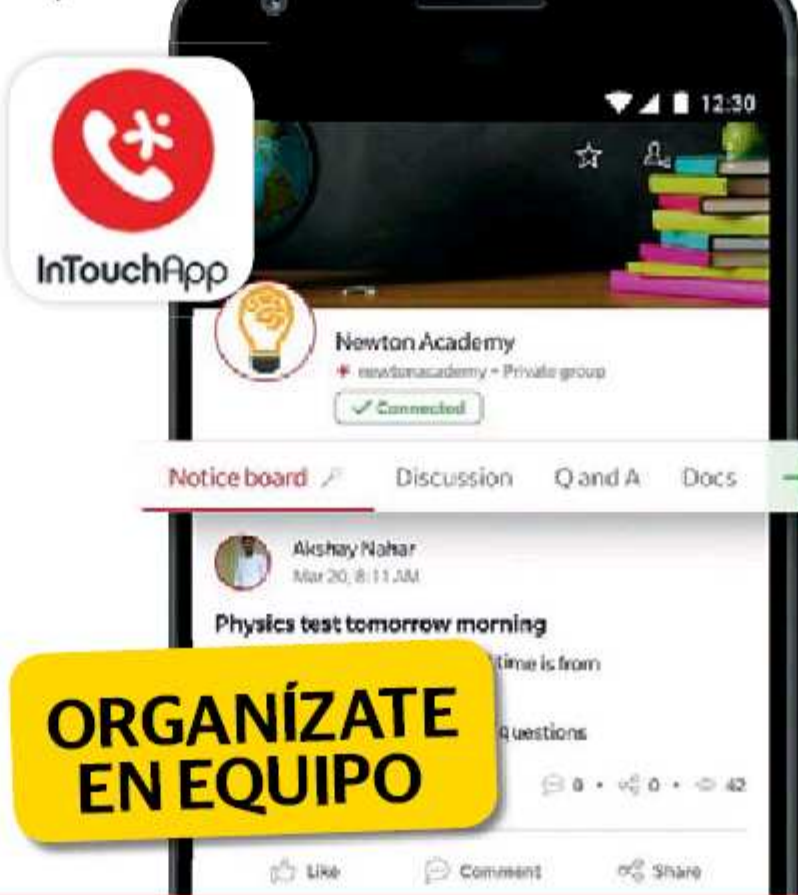 12:30
InTouchApp
Newton Academy
newtonacademy • Private group
✓ Connected
Notice board
Discussion
Q and A
Docs
Akshay Nahar
Mar 20, 8:11 AM
Physics test tomorrow morning
time is from
questions
ORGANÍZATE
EN EQUIPO
0 • 0 • 42
Like
Comment
Share